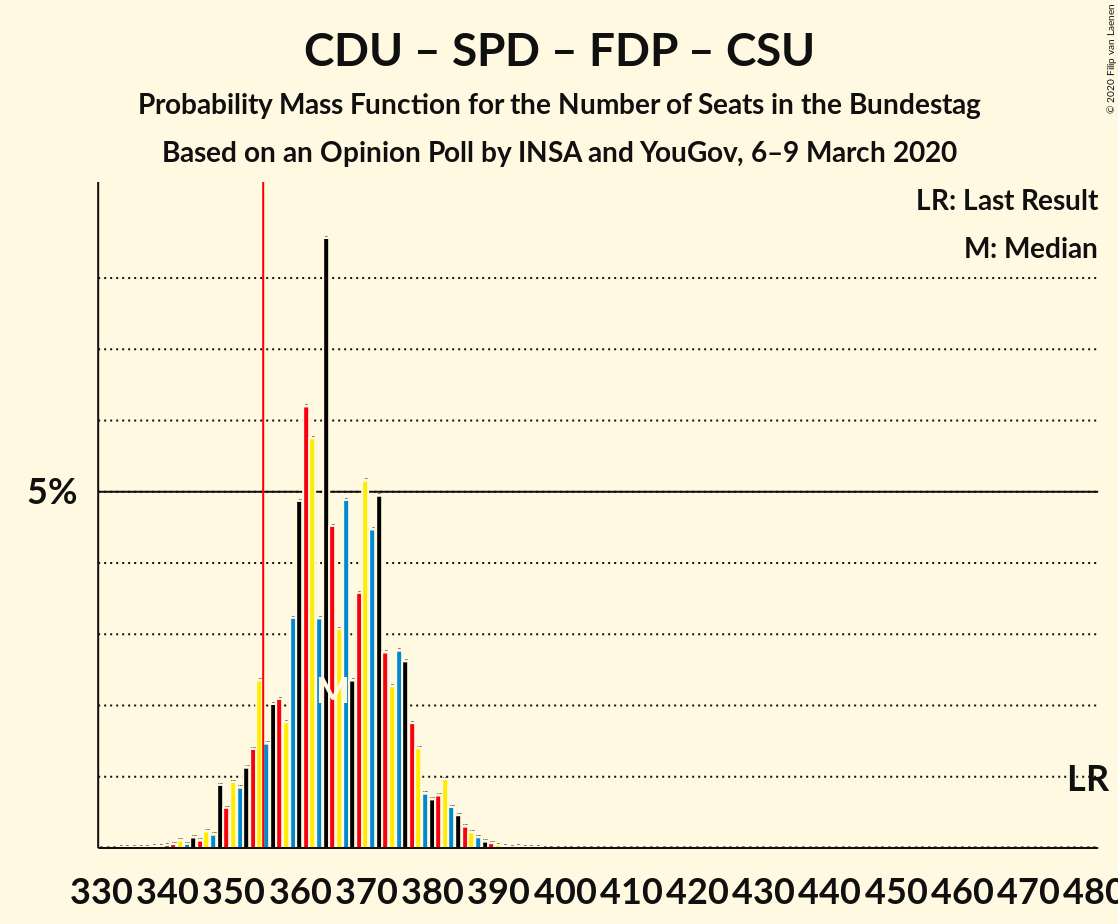 CDU – SPD – FDP – CSU
Probability Mass Function for the Number of Seats in the Bundestag
Based on an Opinion Poll by INSA and YouGov, 6–9 March 2020
© 2020 Filip van Laenen
LR: Last Result
M: Median
5%
M
LR
330 340 350 360 370 380 390 400 410 420 430 440 450 460 470 480